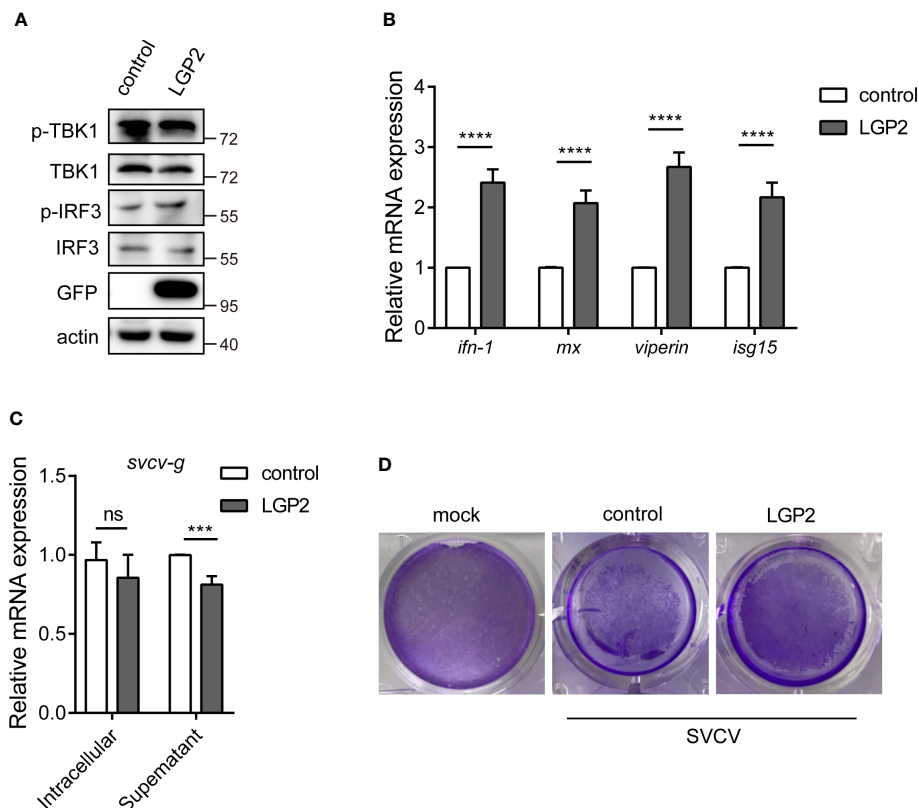 A
control
LGP2
p-TBK1
72
TBK1
72
p-IRF3
55
IRF3
55
GFP
95
actin
40
B
Relative mRNA expression
4
3
2
1
0
****
****
****
****
ifn-1
mx
viperin
isg15
control
LGP2
C
svcv-g
Relative mRNA expression
1.5
1.0
0.5
0.0
ns
***
Intracellular
Supernatant
control
LGP2
D
mock
control
LGP2
SVCV